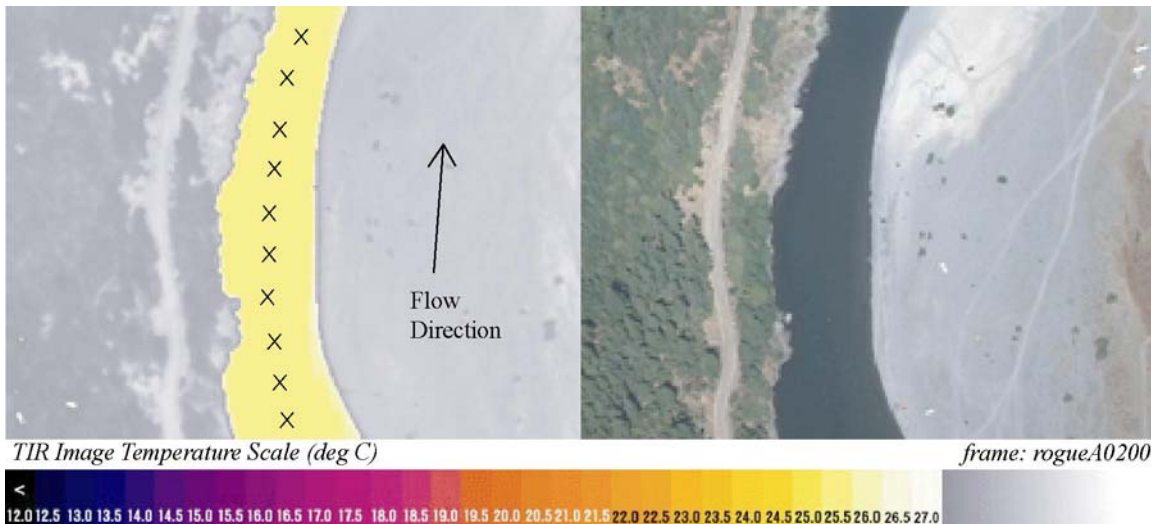 Flow
Direction
TIR Image Temperature Scale (deg C)
frame: rogueA0200
<
12.0 12.5 13.0 13.5 14.0 14.5 15.0 15.5 16.0 16.5 17.0 17.5 18.0 18.5 19.0 19.5 20.0 20.5 21.0 21.5 22.0 22.5 23.0 23.5 24.0 24.5 25.0 25.5 26.0 26.5 27.0